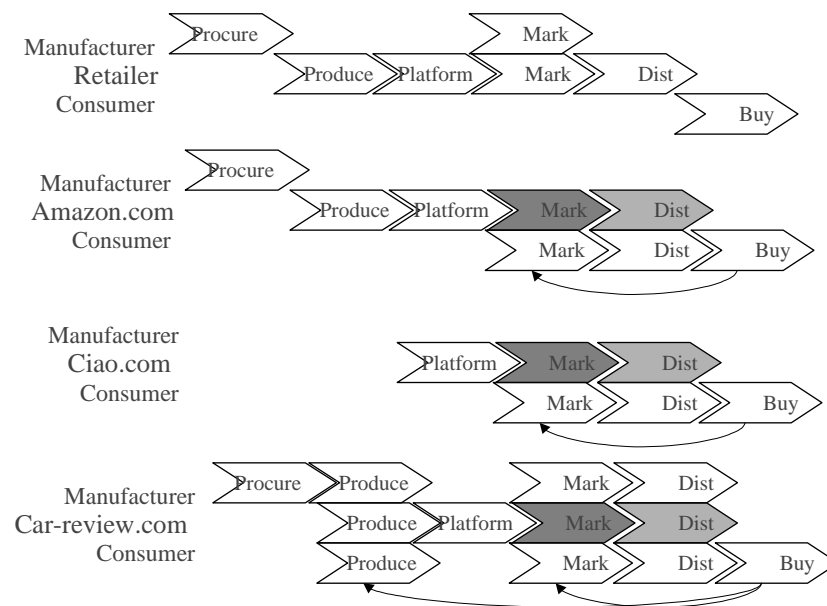 Manufacturer Procure Mark
Retailer Produce Platform Mark Dist
Consumer Buy
Manufacturer Procure
Amazon.com Produce Platform Mark Dist
Consumer Mark Dist Buy
Manufacturer
Ciao.com Platform Mark Dist
Consumer Mark Dist Buy
Manufacturer Procure Produce Mark Dist
Car-review.com Produce Platform Mark Dist
Consumer Produce Mark Dist Buy